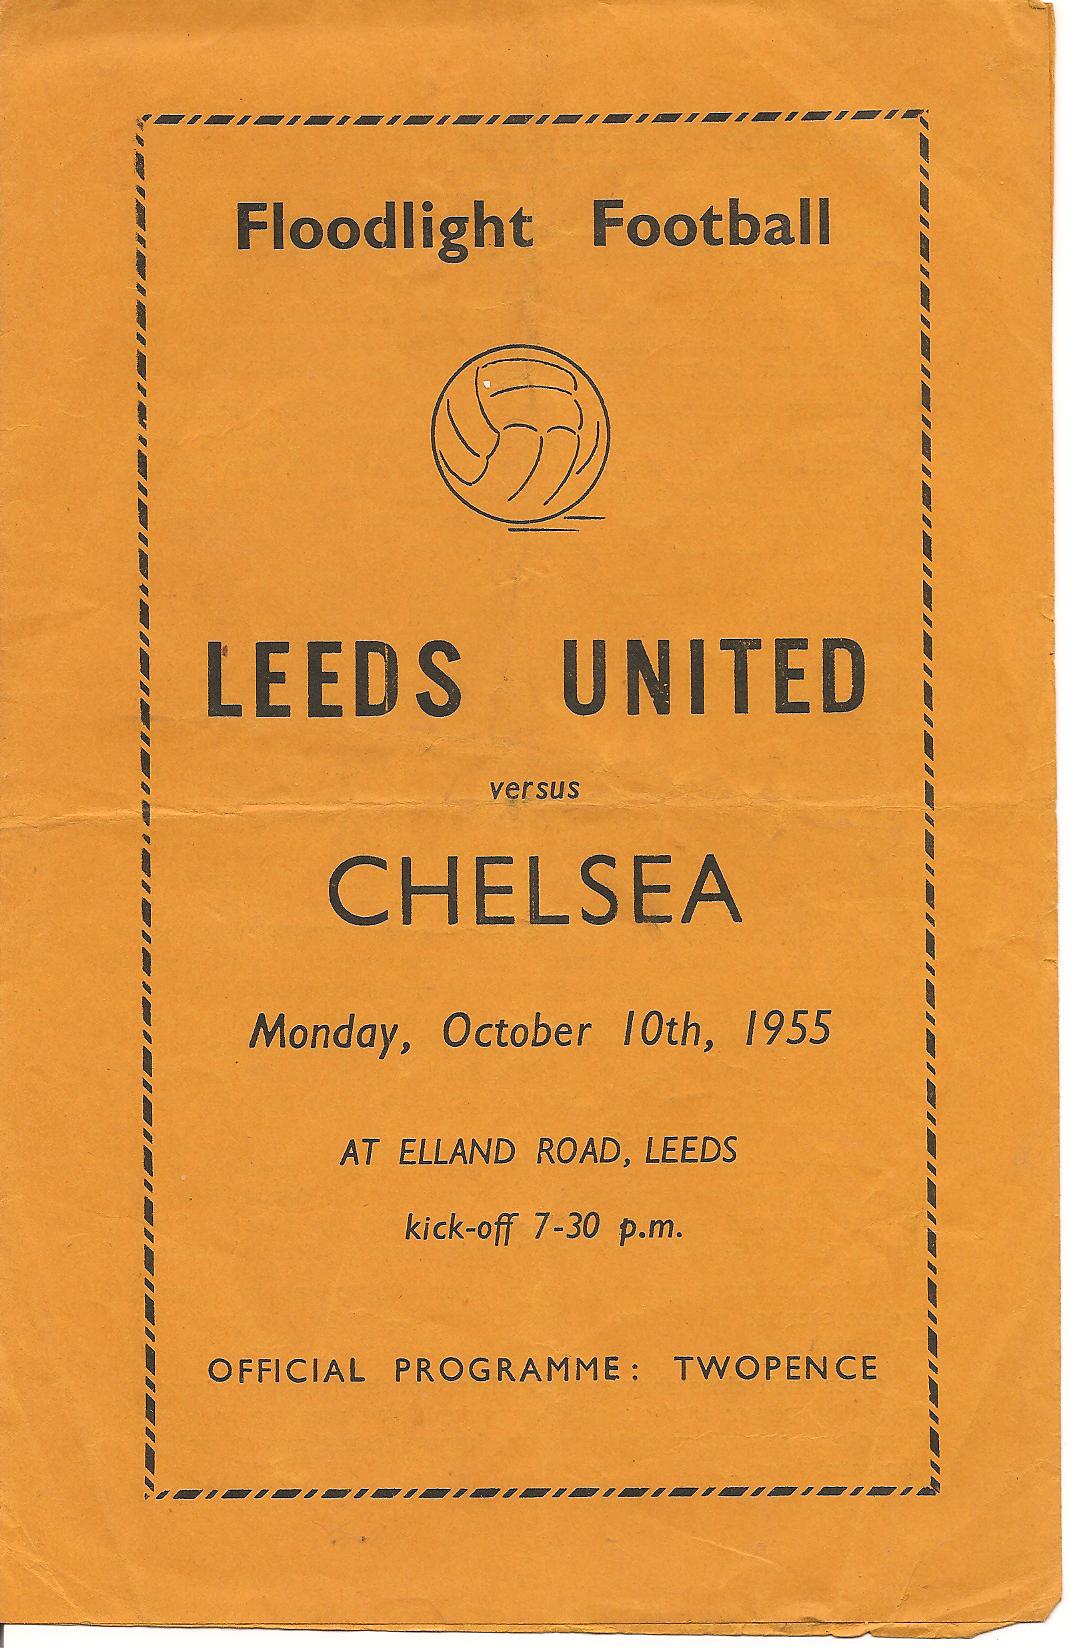 Floodlight Football
LEEDS UNITED
versus
CHELSEA
Monday, October 10th, 1955
AT ELLAND ROAD, LEEDS
kick-off 7-30 p.m.
OFFICIAL PROGRAMME: TWOPENCE